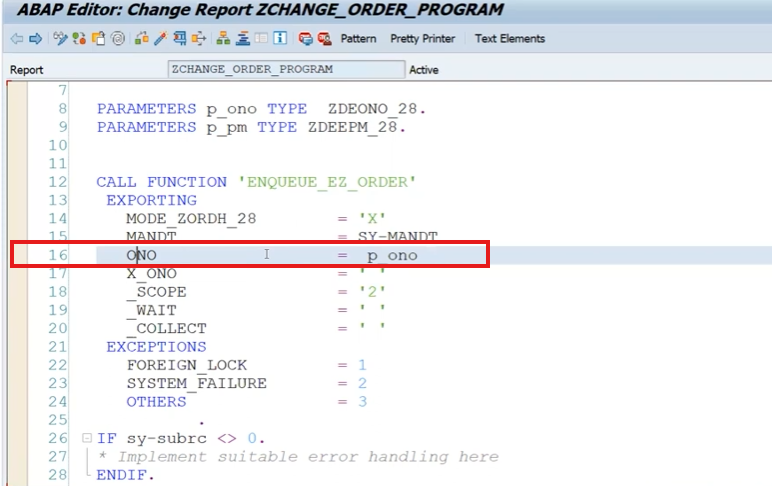 ABAP Editor: Change Report ZCHANGE_ORDER_PROGRAM
Pattern Pretty Printer Text Elements
Report ZCHANGE_ORDER_PROGRAM Active
7
8 PARAMETERS p_ono TYPE  ZDEONO_28.
9 PARAMETERS p_pm TYPE ZDEEPM_28.
10
11
12 CALL FUNCTION 'ENQUEUE_EZ_ORDER'
13  EXPORTING
14    MODE_ZORDH_28        = 'X'
15    MANDT                = SY-MANDT
16    ONO                  =  p_ono
17    X_ONO                = ' '
18    _SCOPE               = '2'
19    _WAIT                = ' '
20    _COLLECT             = ' '
21  EXCEPTIONS
22    FOREIGN_LOCK         = 1
23    SYSTEM_FAILURE       = 2
24    OTHERS               = 3
25           .
26 IF sy-subrc <> 0.
27 * Implement suitable error handling here
28 ENDIF.